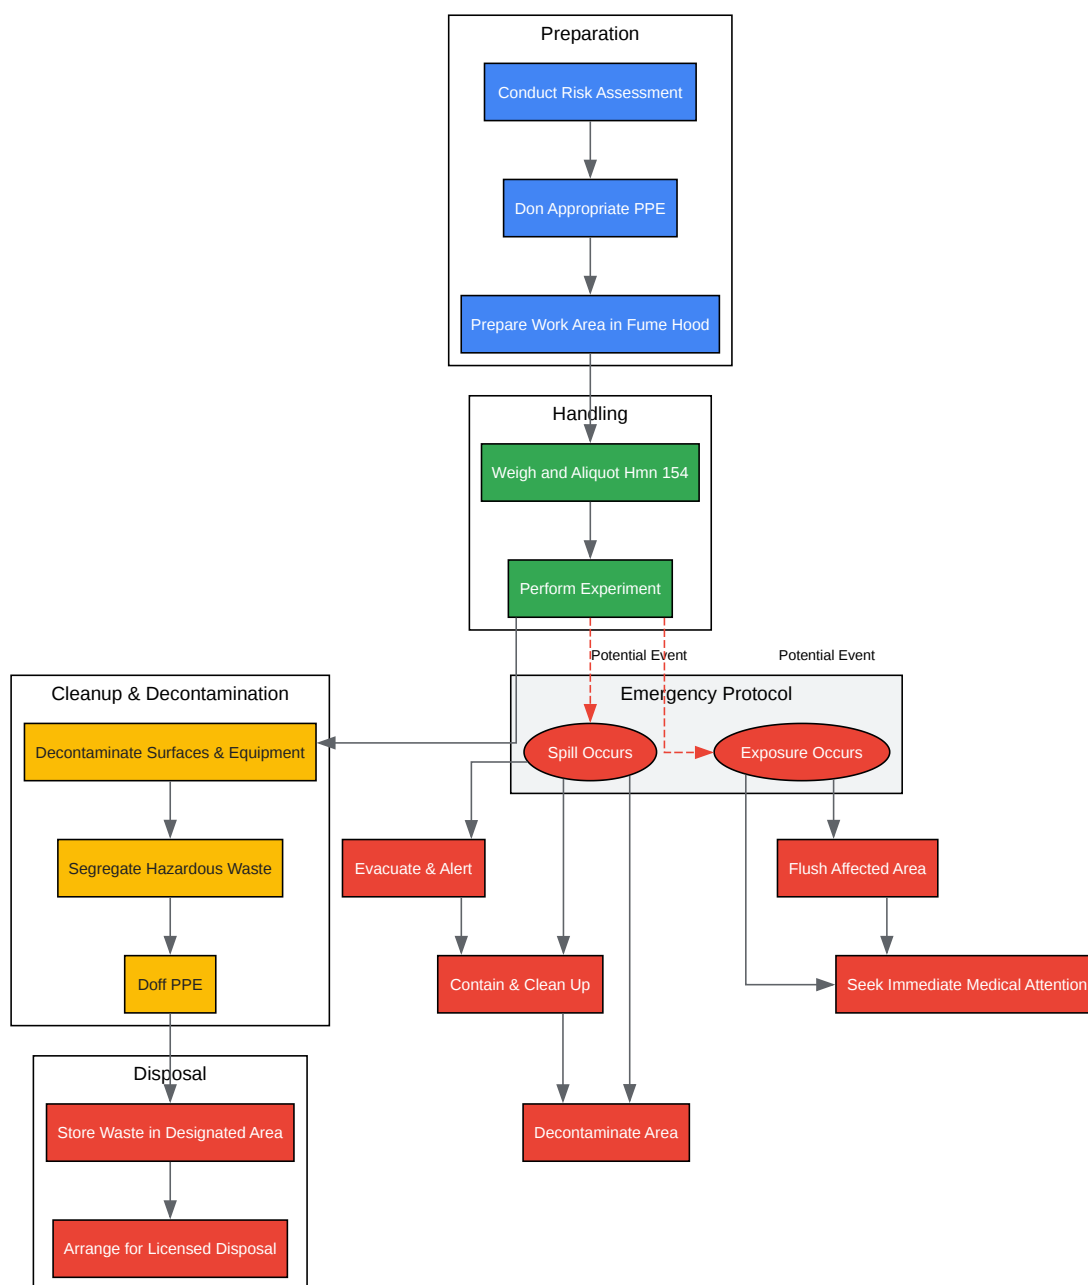 Preparation
Conduct Risk Assessment
Don Appropriate PPE
Prepare Work Area in Fume Hood
Handling
Weigh and Aliquot Hmn 154
Perform Experiment
Potential Event
Potential Event
Cleanup & Decontamination
Emergency Protocol
Decontaminate Surfaces & Equipment
Spill Occurs
Exposure Occurs
Segregate Hazardous Waste
Evacuate & Alert
Flush Affected Area
Doff PPE
Contain & Clean Up
Seek Immediate Medical Attention
Disposal
Store Waste in Designated Area
Decontaminate Area
Arrange for Licensed Disposal